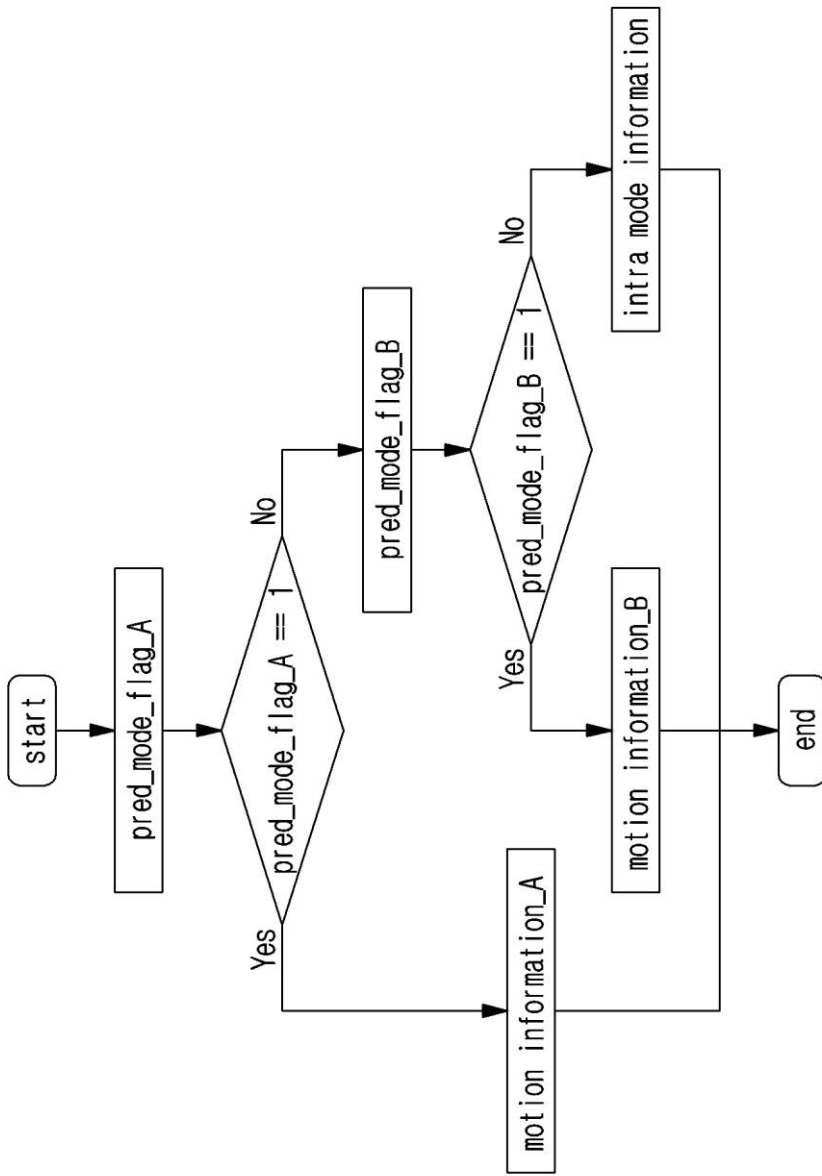 start
pred_mode_flag_A
pred_mode_flag_A == 1
Yes
No
pred_mode_flag_B
pred_mode_flag_B == 1
Yes
No
motion information_A
motion information_B
intra mode information
end